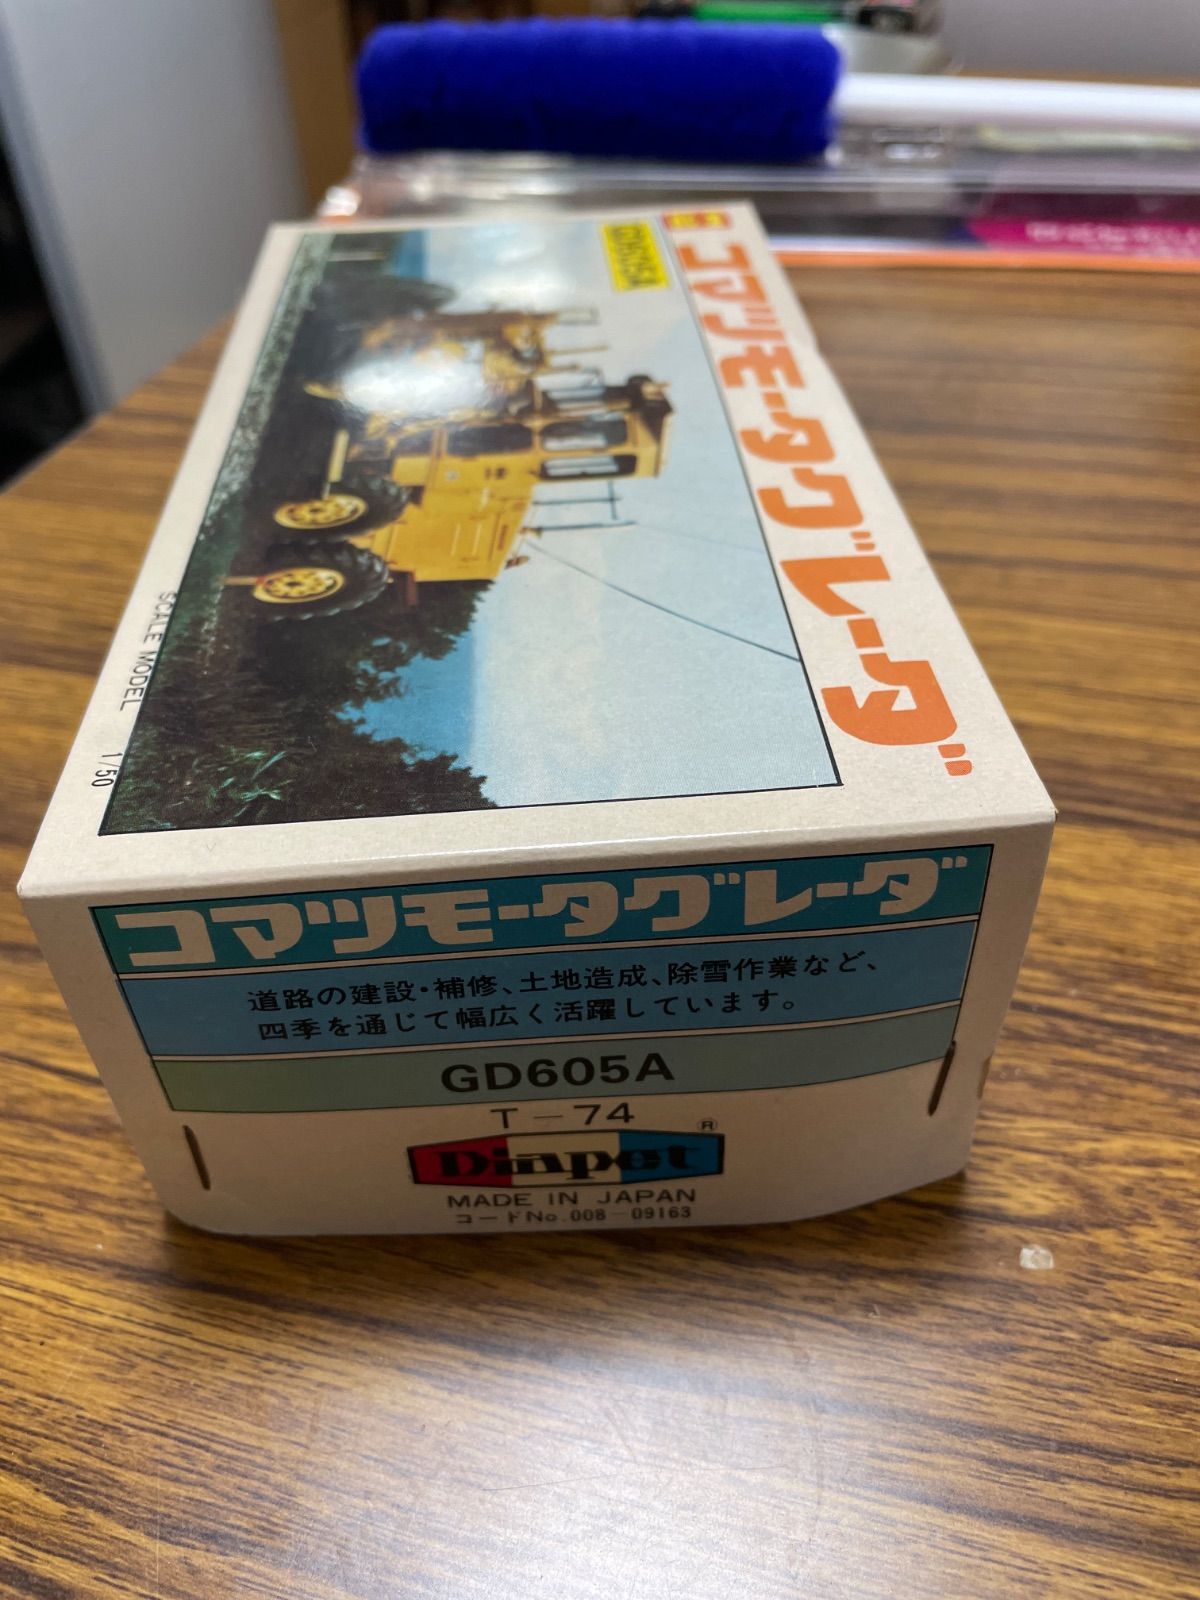 コマツモータグレーダ
GD605A
SCALE MODEL 1/50
コマツモータグレーダ
道路の建設・補修、土地造成、除雪作業など、
四季を通じて幅広く活躍しています。
GD605A
T-74
Diapet ®
MADE IN JAPAN
コードNo.008-09163